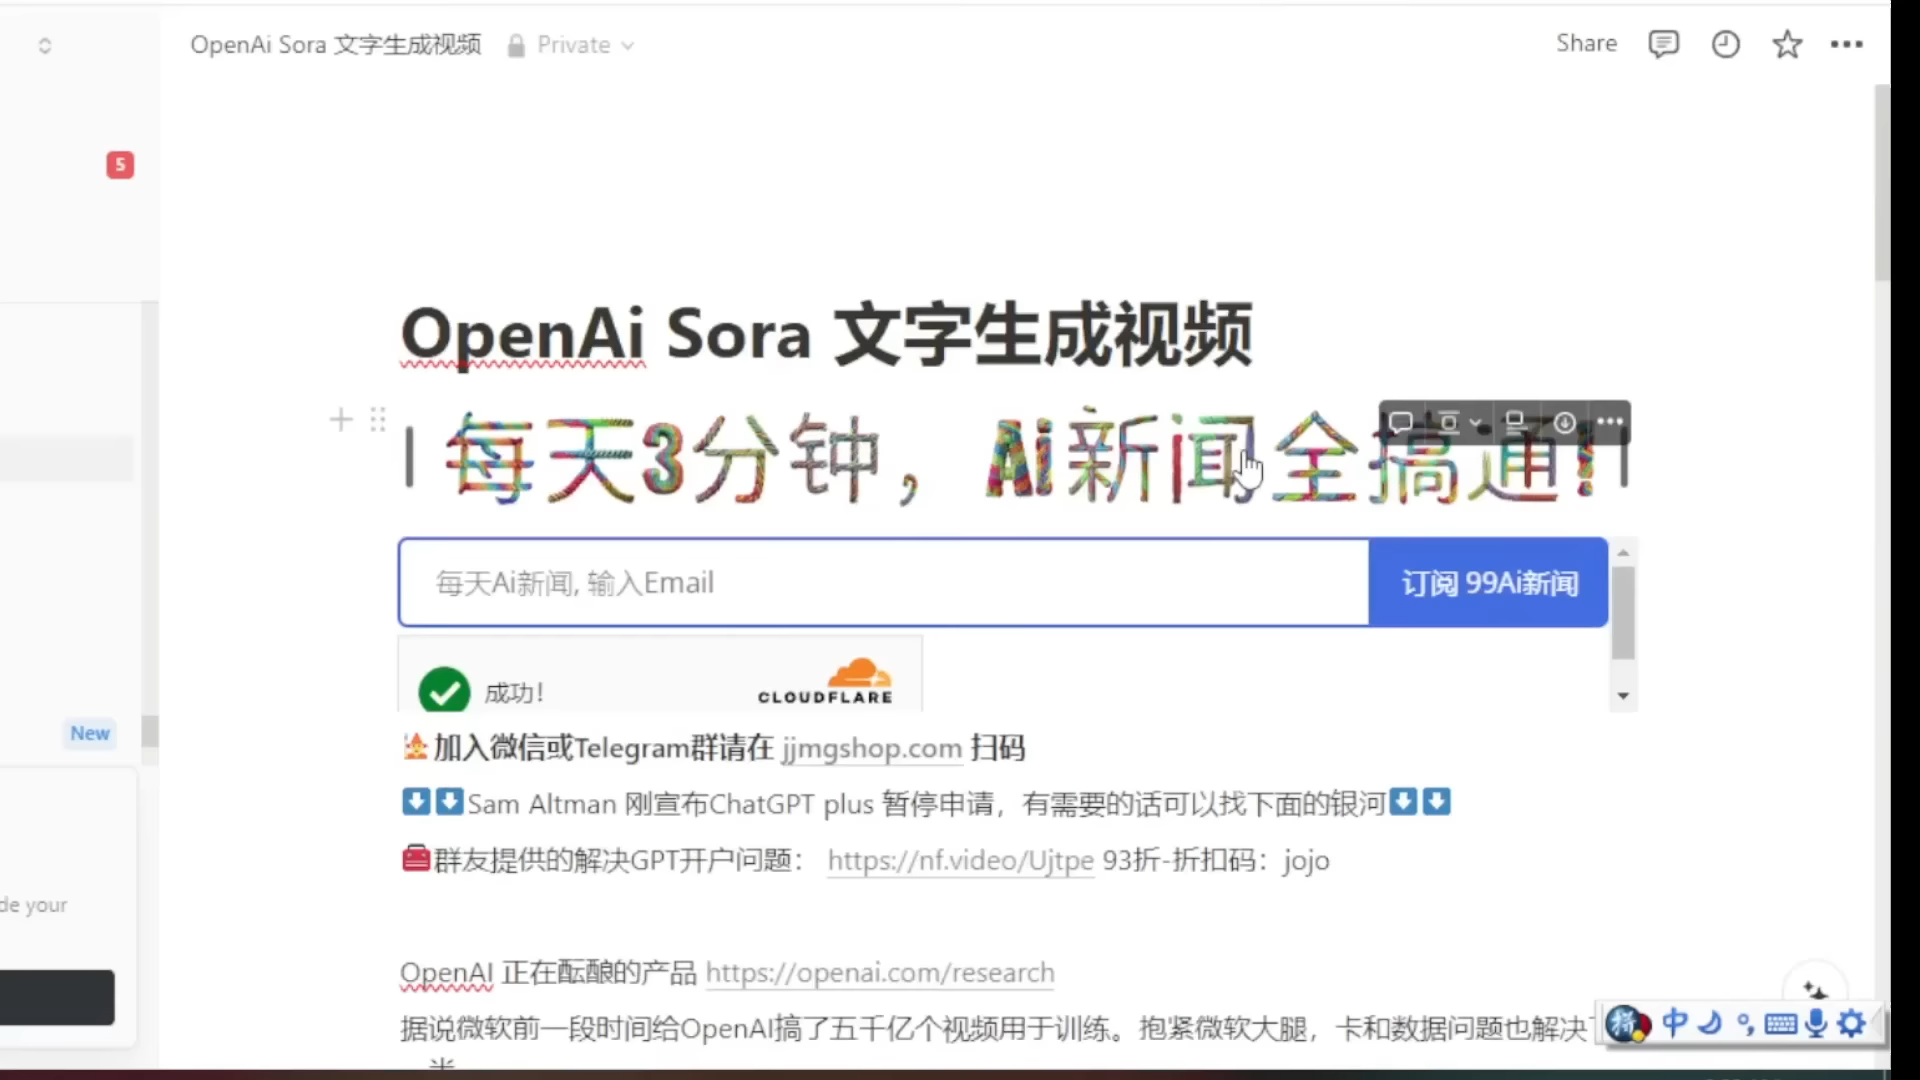 OpenAi Sora 文字生成视频 Private
Share
5
OpenAi Sora 文字生成视频
每天3分钟，Ai新闻全搞通!
每天Ai新闻, 输入Email
订阅 99Ai新闻
成功！
CLOUDFLARE
New
加入微信或Telegram群请在 jjmgshop.com 扫码
Sam Altman 刚宣布ChatGPT plus 暂停申请，有需要的话可以找下面的银河
群友提供的解决GPT开户问题： https://nf.video/Ujtpe 93折-折扣码：jojo
de your
OpenAI 正在酝酿的产品 https://openai.com/research
据说微软前一段时间给OpenAI搞了五千亿个视频用于训练。抱紧微软大腿，卡和数据问题也解决
中